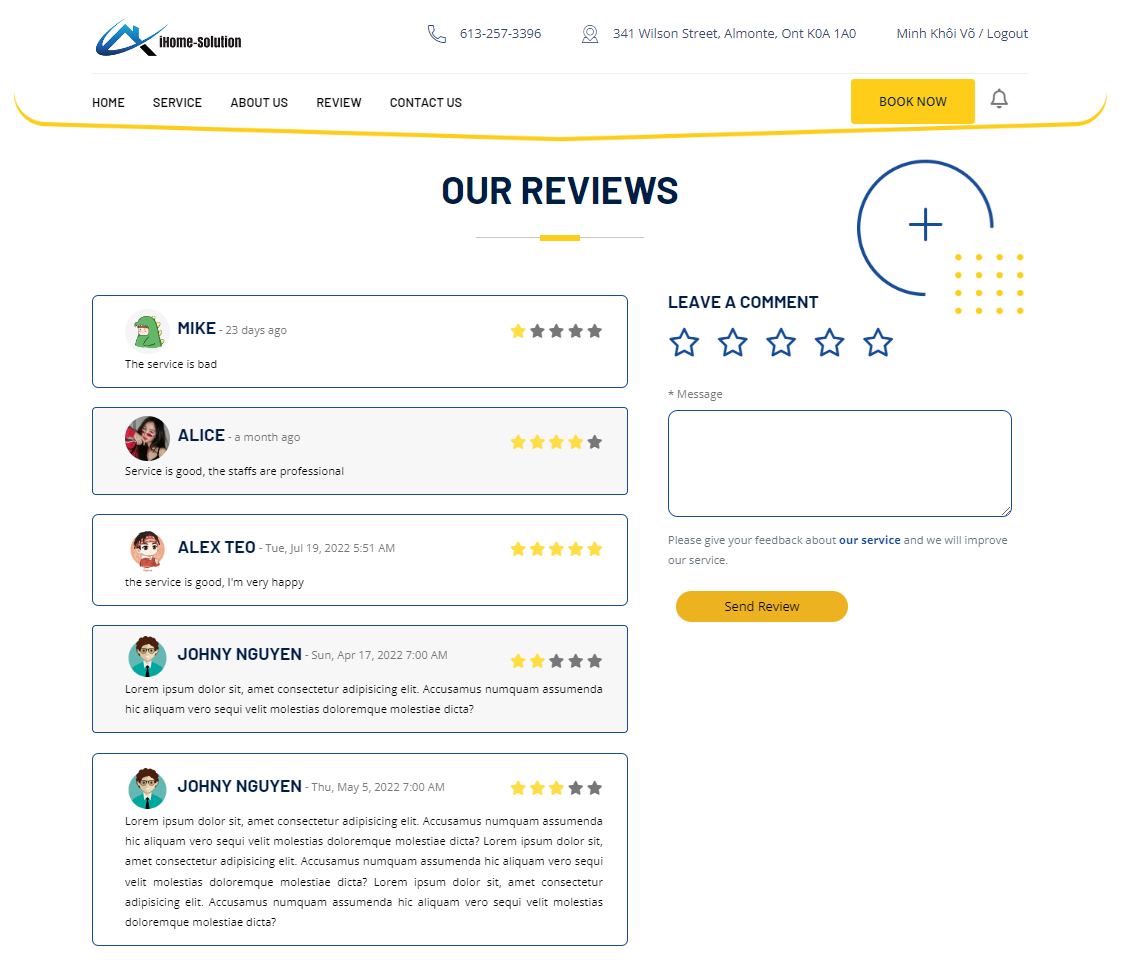 iHome-Solution
613-257-3396
341 Wilson Street, Almonte, Ont K0A 1A0
Minh Khôi Võ / Logout
HOME
SERVICE
ABOUT US
REVIEW
CONTACT US
BOOK NOW
OUR REVIEWS
MIKE - 23 days ago
The service is bad
ALICE - a month ago
Service is good, the staffs are professional
ALEX TEO - Tue, Jul 19, 2022 5:51 AM
the service is good, I'm very happy
JOHNY NGUYEN - Sun, Apr 17, 2022 7:00 AM
Lorem ipsum dolor sit, amet consectetur adipisicing elit. Accusamus numquam assumenda
hic aliquam vero sequi velit molestias doloremque molestiae dicta?
JOHNY NGUYEN - Thu, May 5, 2022 7:00 AM
Lorem ipsum dolor sit, amet consectetur adipisicing elit. Accusamus numquam assumenda
hic aliquam vero sequi velit molestias doloremque molestiae dicta? Lorem ipsum dolor sit,
amet consectetur adipisicing elit. Accusamus numquam assumenda hic aliquam vero sequi
velit molestias doloremque molestiae dicta? Lorem ipsum dolor sit, amet consectetur
adipisicing elit. Accusamus numquam assumenda hic aliquam vero sequi velit molestias
doloremque molestiae dicta?
LEAVE A COMMENT
* Message
Please give your feedback about our service and we will improve
our service.
Send Review